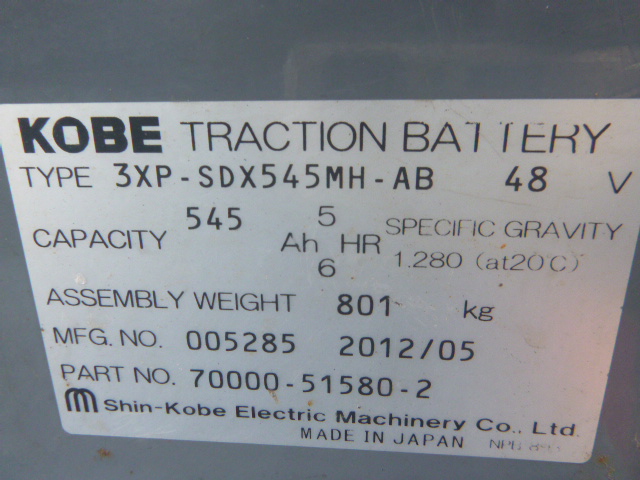 KOBE TRACTION BATTERY
TYPE 3XP-SDX545MH-AB 48 V
CAPACITY 545 Ah 5 HR SPECIFIC GRAVITY
6 1.280 (at20C)
ASSEMBLY WEIGHT 801 kg
MFG. NO. 005285 2012/05
PART NO. 70000-51580-2
m Shin-Kobe Electric Machinery Co., Ltd.
MADE IN JAPAN